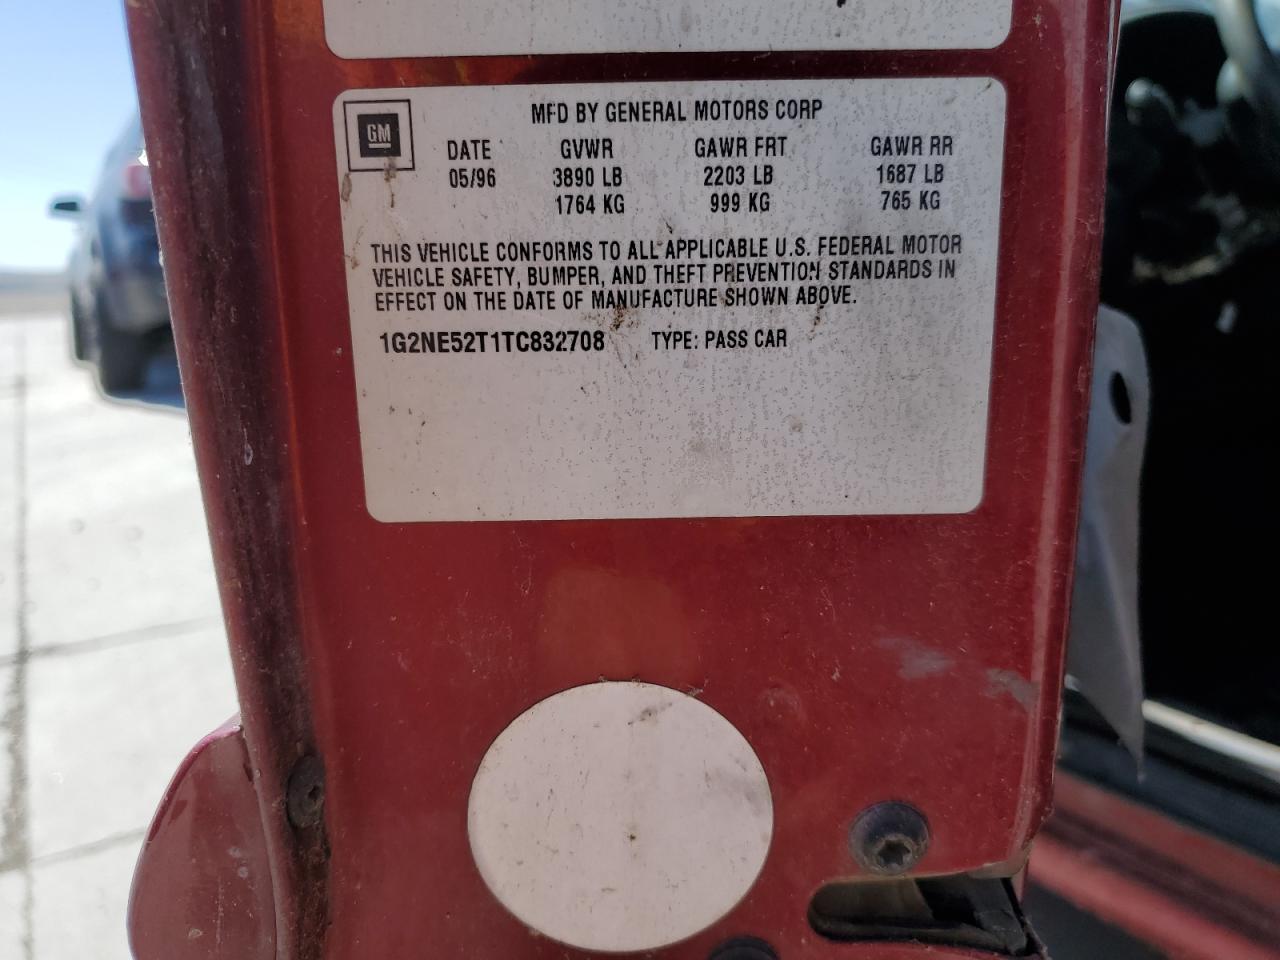 GM
MFD BY GENERAL MOTORS CORP
DATE GVWR GAWR FRT GAWR RR
05/96 3890 LB 2203 LB 1687 LB
1764 KG 999 KG 765 KG
THIS VEHICLE CONFORMS TO ALL APPLICABLE U.S. FEDERAL MOTOR
VEHICLE SAFETY, BUMPER, AND THEFT PREVENTION STANDARDS IN
EFFECT ON THE DATE OF MANUFACTURE SHOWN ABOVE.
1G2NE52T1TC832708 TYPE: PASS CAR